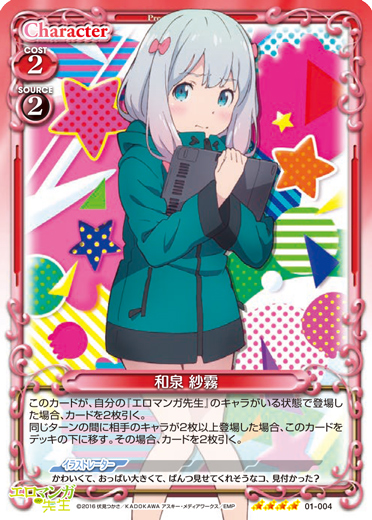 Pre
Character
COST
2
SOURCE
2
和泉 紗霧
このカードが、自分の『エロマンガ先生』のキャラがいる状態で登場し
た場合、カードを2枚引く。
同じターンの間に相手のキャラが2枚以上登場した場合、このカードを
デッキの下に移す。その場合、カードを2枚引く。
イラストレーター
かわいくて、おっぱい大きくて、ぱんつ見せてくれそうなコ、見付かった?
エロマンガ
先生
©2016 伏見つかさ/KADOKAWA アスキー・メディアワークス/EMP
01-004